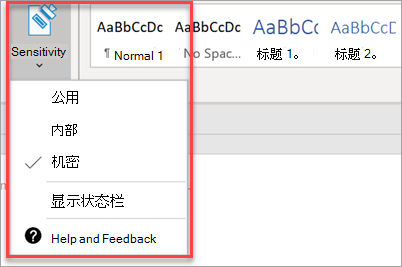 Sensitivity
AaBbCcDc AaBbCcDc AaBbCc AaBbCcD
¶ Normal 1 No Spac... 标题 1。 标题 2。
公用
内部
机密
显示状态栏
Help and Feedback